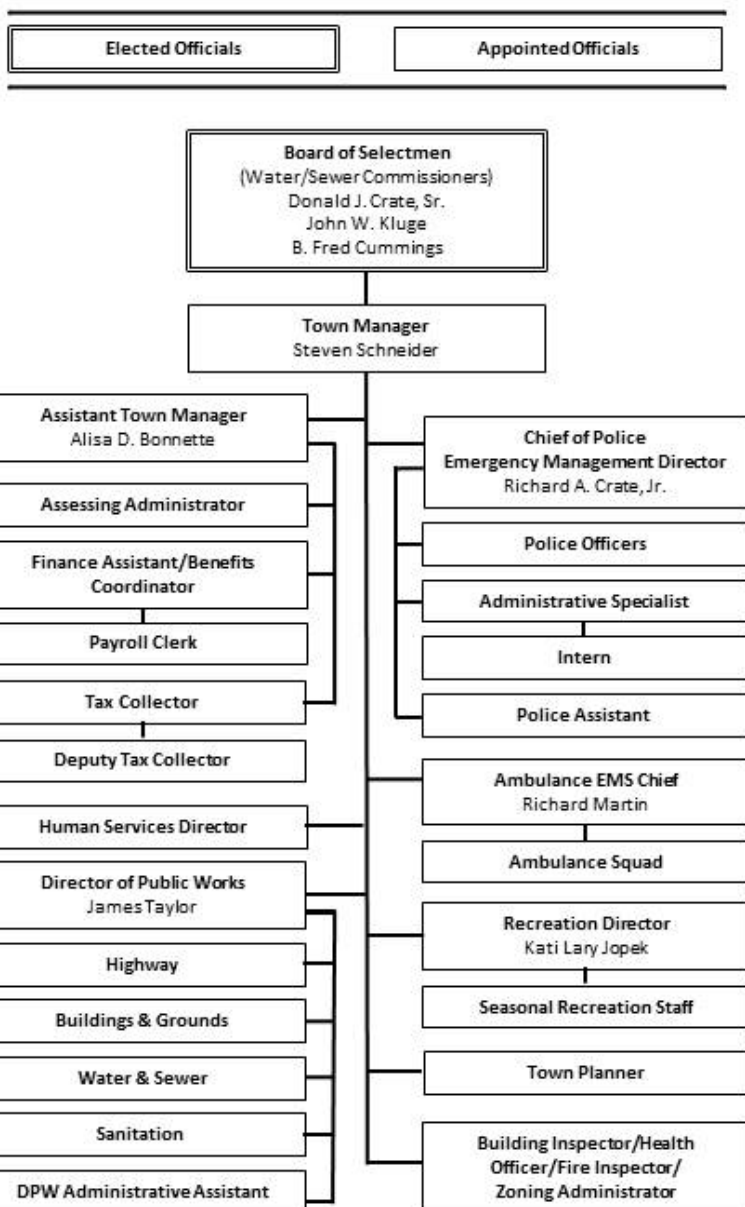 Elected Officials
Appointed Officials
Board of Selectmen
(Water/Sewer Commissioners)
Donald J. Crate, Sr.
John W. Kluge
B. Fred Cummings
Town Manager
Steven Schneider
Assistant Town Manager
Alisa D. Bonnette
Assessing Administrator
Finance Assistant/Benefits
Coordinator
Payroll Clerk
Tax Collector
Deputy Tax Collector
Human Services Director
Director of Public Works
James Taylor
Highway
Buildings & Grounds
Water & Sewer
Sanitation
DPW Administrative Assistant
Chief of Police
Emergency Management Director
Richard A. Crate, Jr.
Police Officers
Administrative Specialist
Intern
Police Assistant
Ambulance EMS Chief
Richard Martin
Ambulance Squad
Recreation Director
Kati Lary Jopek
Seasonal Recreation Staff
Town Planner
Building Inspector/Health
Officer/Fire Inspector/
Zoning Administrator